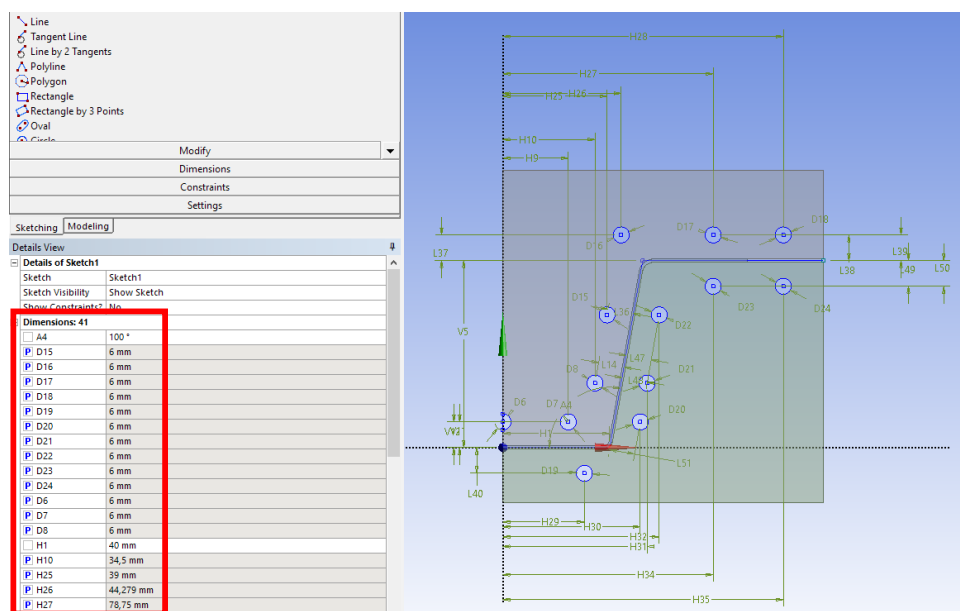 Line
Tangent Line
Line by 2 Tangents
Polyline
Polygon
Rectangle
Rectangle by 3 Points
Oval
Circle
Modify
Dimensions
Constraints
Settings
Sketching Modeling
Details View
Details of Sketch1
Sketch Sketch1
Sketch Visibility Show Sketch
Show Constraints? No
Dimensions: 41
A4 100 °
P D15 6 mm
P D16 6 mm
P D17 6 mm
P D18 6 mm
P D19 6 mm
P D20 6 mm
P D21 6 mm
P D22 6 mm
P D23 6 mm
P D24 6 mm
P D6 6 mm
P D7 6 mm
P D8 6 mm
H1 40 mm
P H10 34,5 mm
P H25 39 mm
P H26 44,279 mm
P H27 78,75 mm
H28
H27
H25 H26
H10
H9
D18
D17
D16
L37
L39
L38 L49 L50
D23 D24
D15
L36
D22
V5
L47
D8 L14 D21
L48
D6 D7 A4
D20
H1
L51
D19
L40
H29
H30
H32
H31
H34
H35